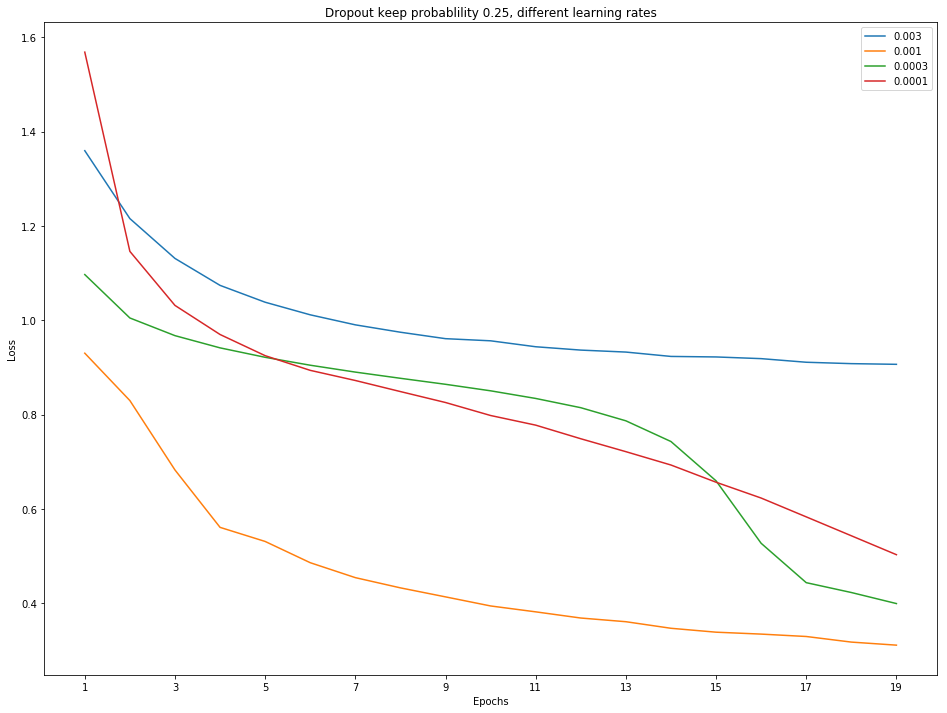 Dropout keep probablility 0.25, different learning rates
0.003
0.001
0.0003
0.0001
1.6
1.4
1.2
1.0
0.8
0.6
0.4
Loss
1 3 5 7 9 11 13 15 17 19
Epochs